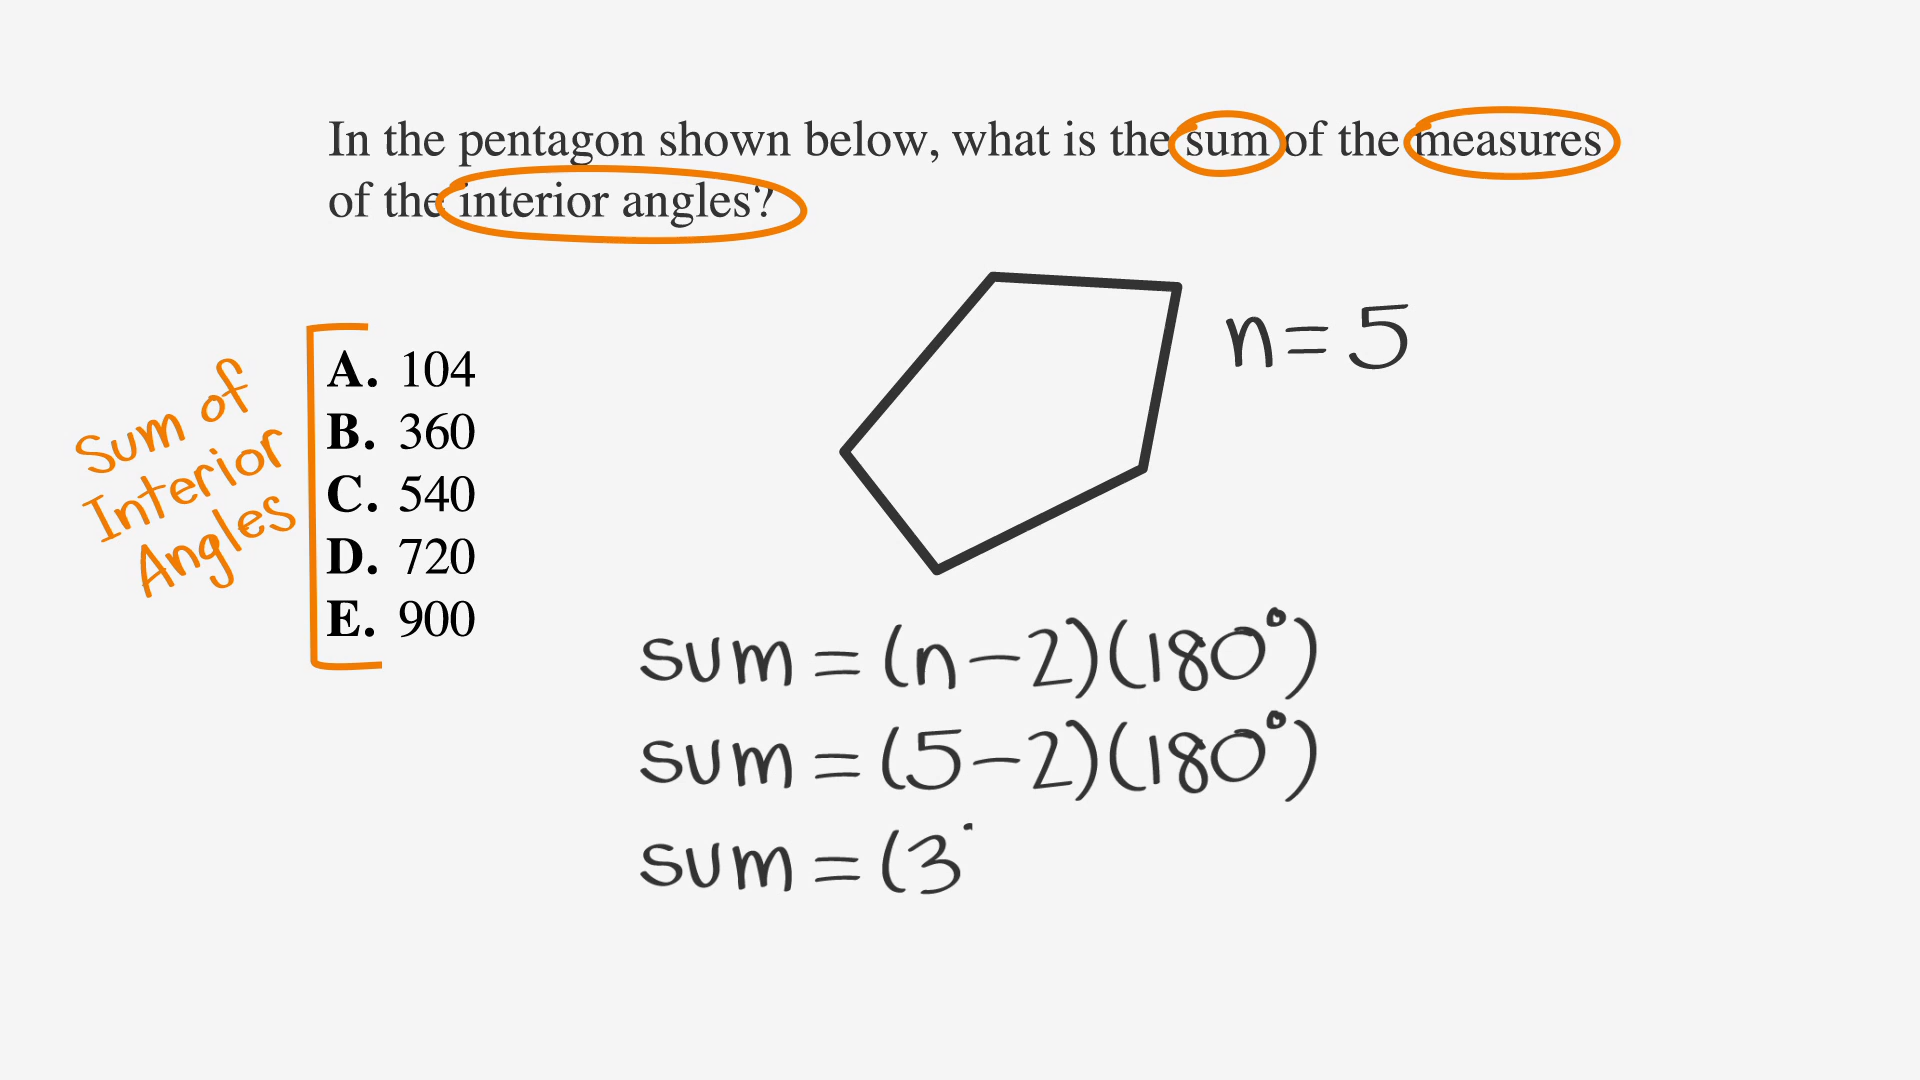 In the pentagon shown below, what is the sum of the measures
of the interior angles?
Sum of
Interior
Angles
A. 104
B. 360
C. 540
D. 720
E. 900
n = 5
sum = (n-2)(180°)
sum = (5-2)(180°)
sum = (3